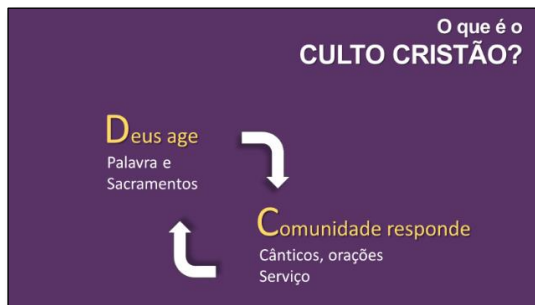 O que é o
CULTO CRISTÃO?
Deus age
Palavra e
Sacramentos
Comunidade responde
Cânticos, orações
Serviço